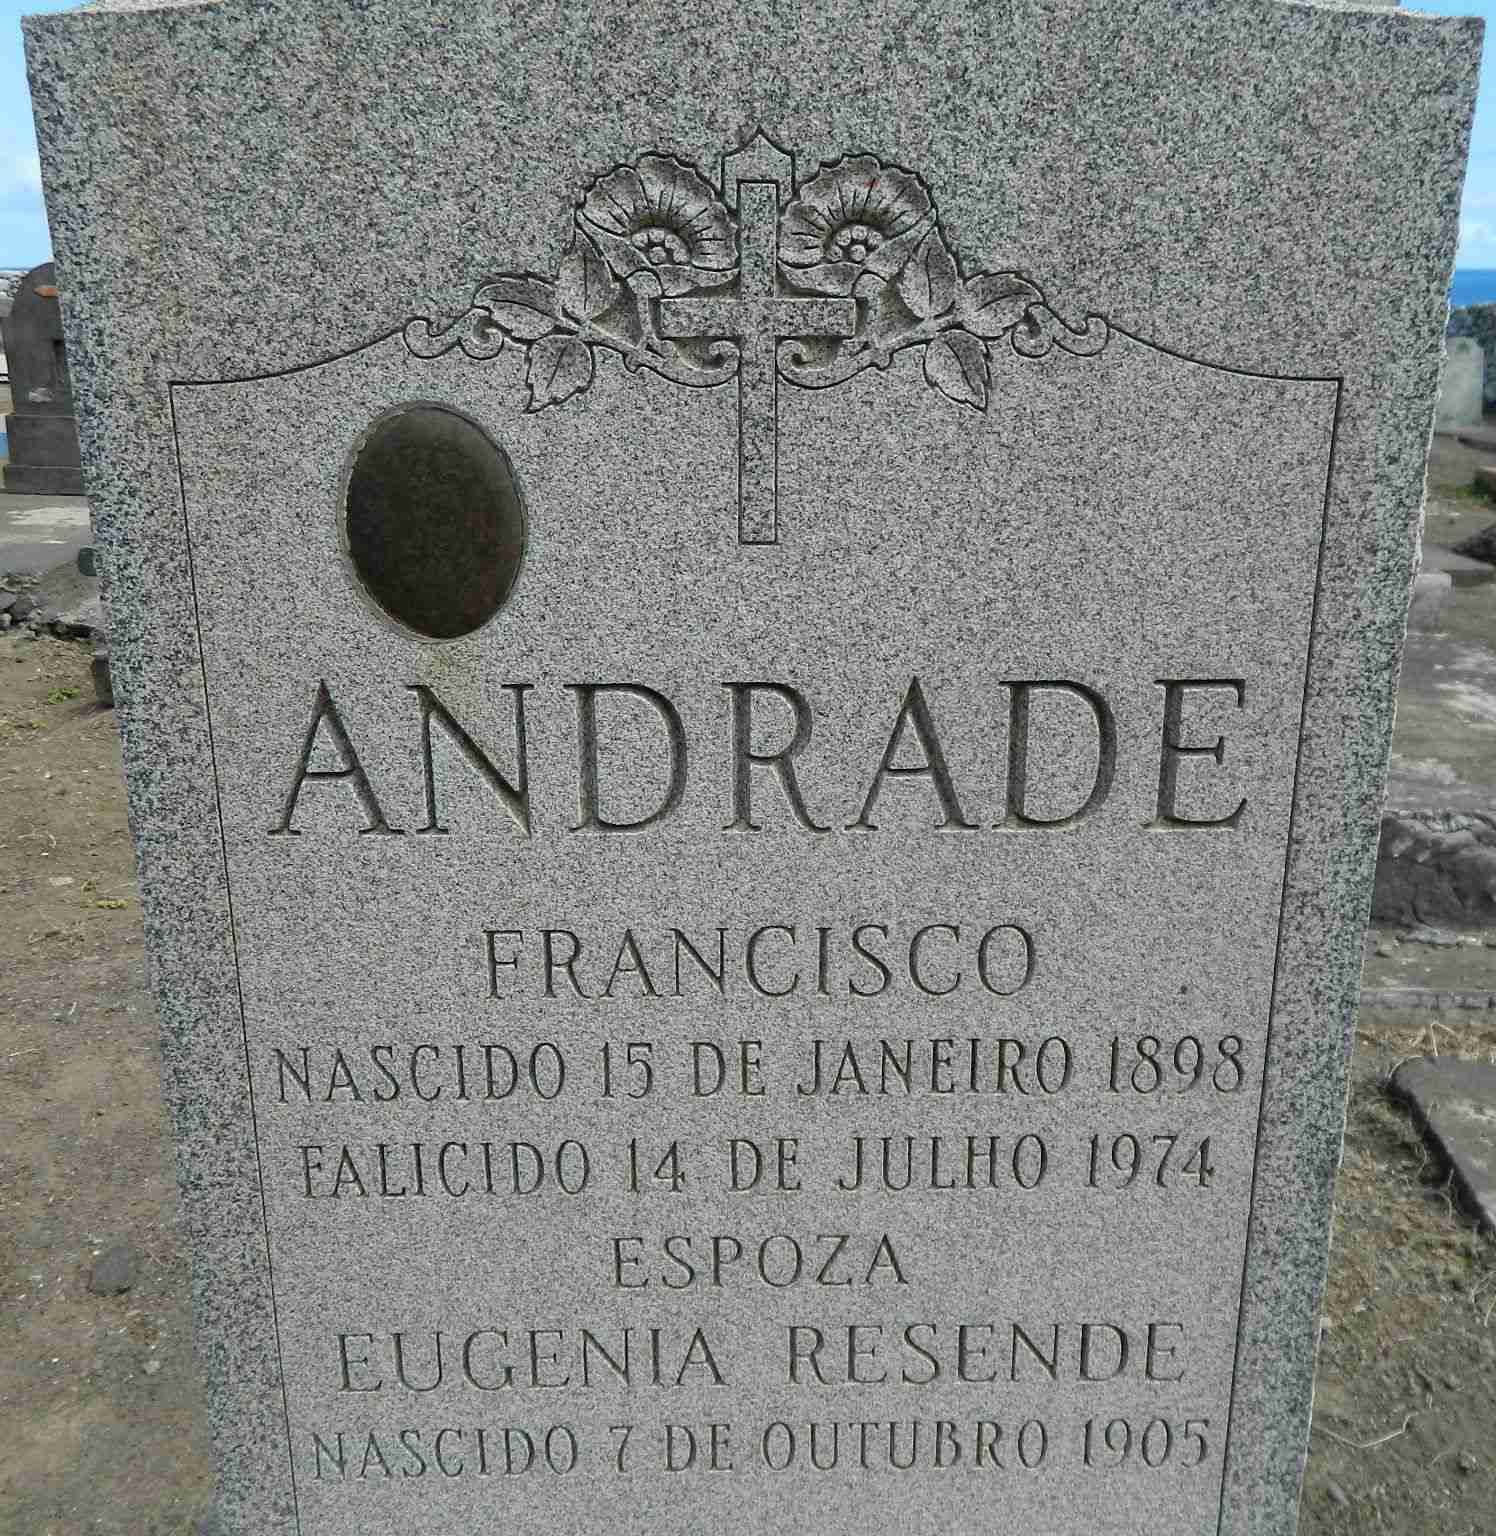 ANDRADE
FRANCISCO
NASCIDO 15 DE JANEIRO 1898
FALICIDO 14 DE JULHO 1974
ESPOZA
EUGENIA RESENDE
NASCIDO 7 DE OUTUBRO 1905